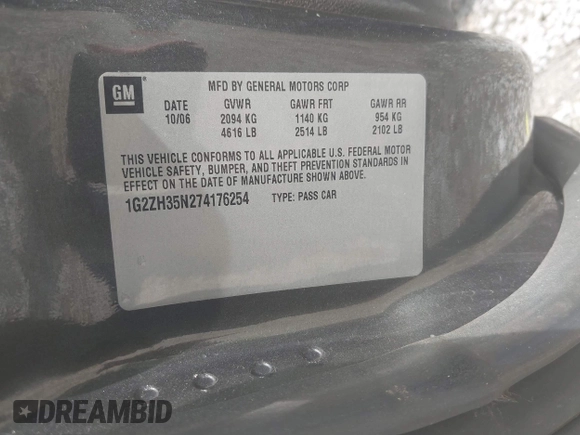 GM
MFD BY GENERAL MOTORS CORP
DATE GVWR GAWR FRT GAWR RR
10/06 2094 KG 1140 KG 954 KG
4616 LB 2514 LB 2102 LB
THIS VEHICLE CONFORMS TO ALL APPLICABLE U.S. FEDERAL MOTOR
VEHICLE SAFETY, BUMPER, AND THEFT PREVENTION STANDARDS IN
EFFECT ON THE DATE OF MANUFACTURE SHOWN ABOVE.
1G2ZH35N274176254 TYPE: PASS CAR
DREAMBID